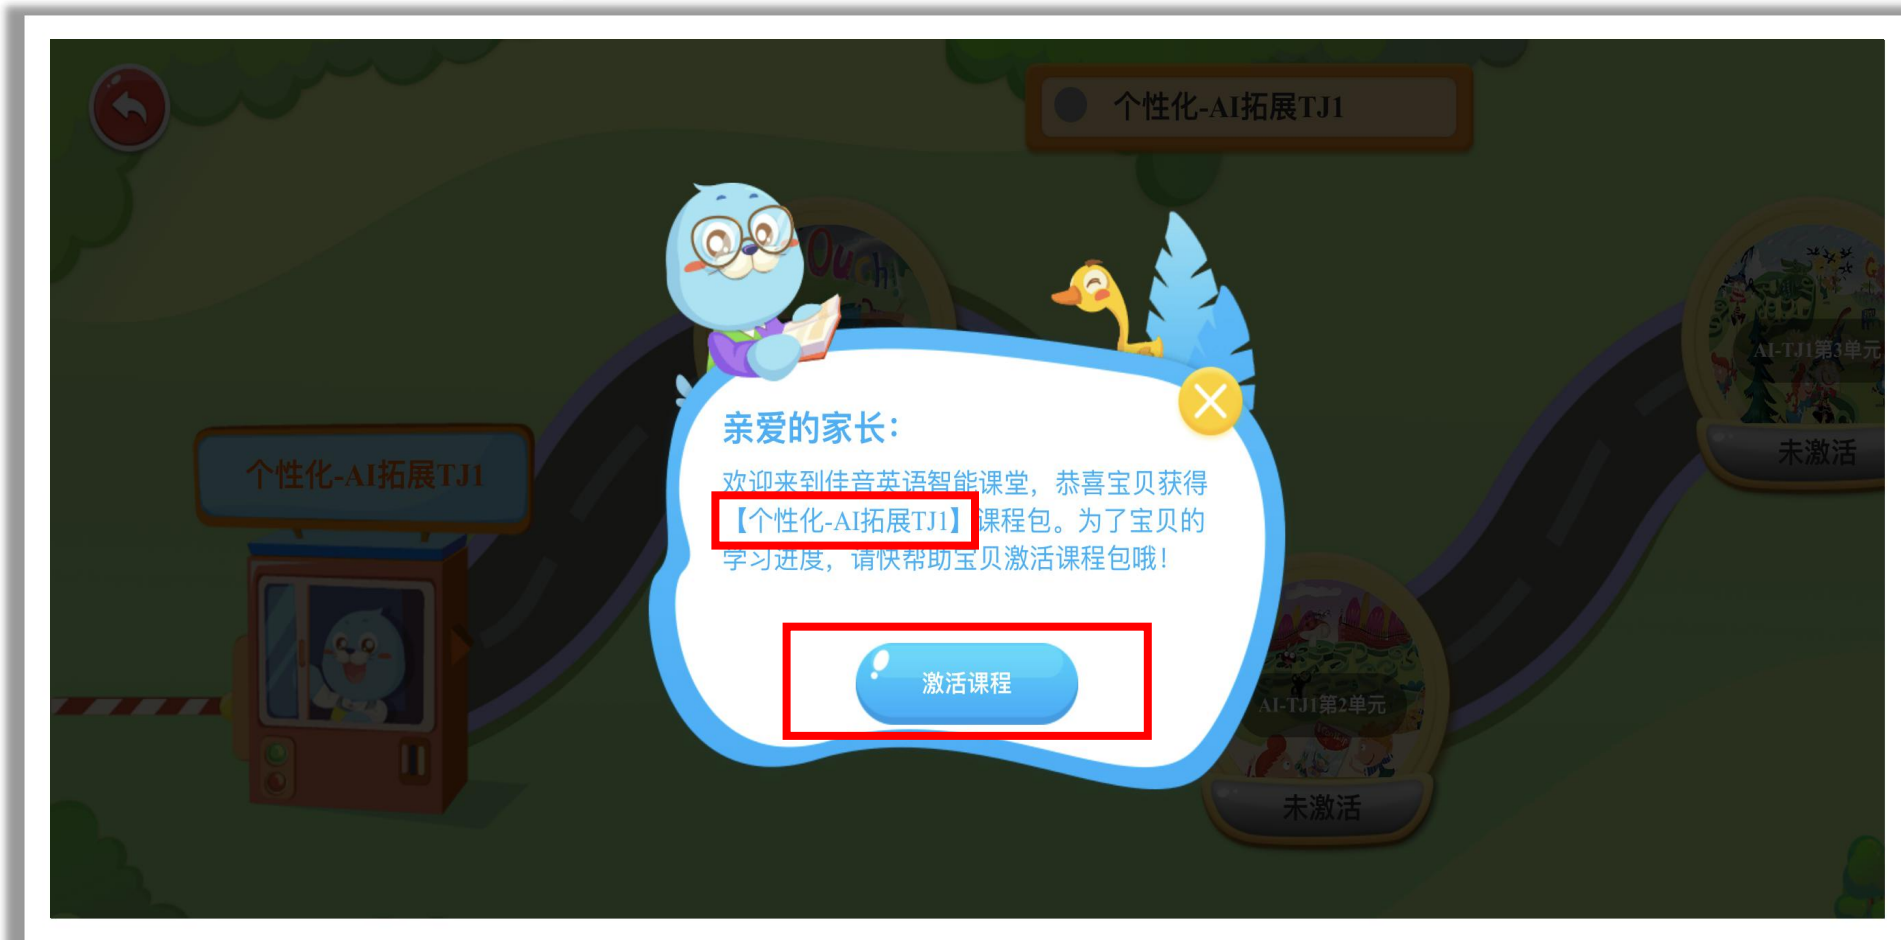 个性化-AI拓展TJ1
Ouch!
AI-TJ1第3单元
未激活
个性化-AI拓展TJ1
亲爱的家长：
欢迎来到佳音英语智能课堂，恭喜宝贝获得
【个性化-AI拓展TJ1】课程包。为了宝贝的
学习进度，请快帮助宝贝激活课程包哦！
激活课程
AI-TJ1第2单元
未激活